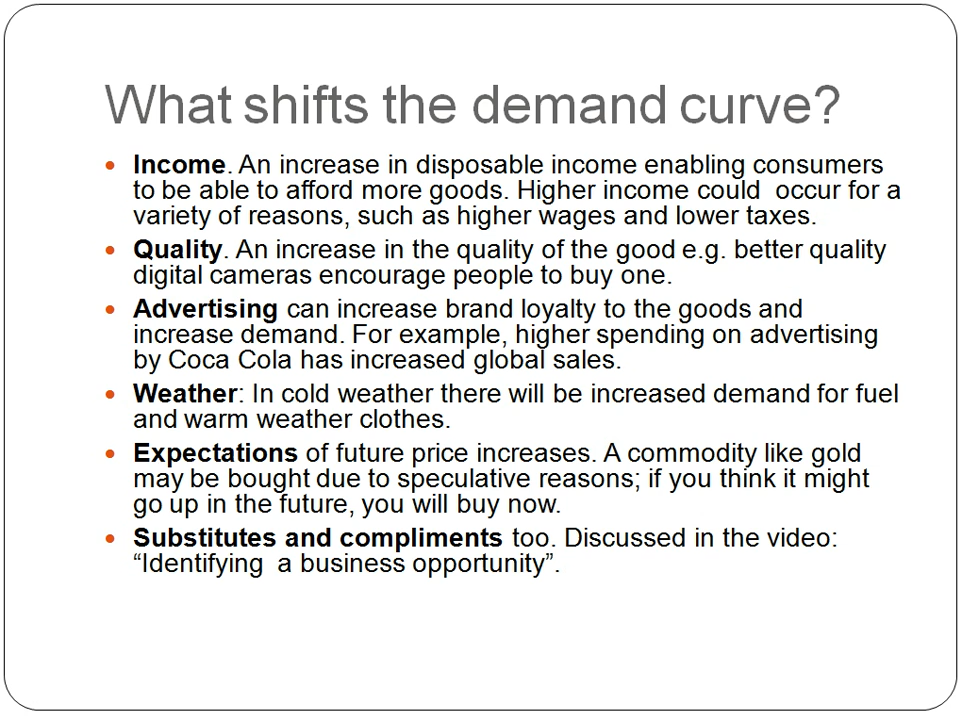 What shifts the demand curve?
• Income. An increase in disposable income enabling consumers
to be able to afford more goods. Higher income could  occur for a
variety of reasons, such as higher wages and lower taxes.
• Quality. An increase in the quality of the good e.g. better quality
digital cameras encourage people to buy one.
• Advertising can increase brand loyalty to the goods and
increase demand. For example, higher spending on advertising
by Coca Cola has increased global sales.
• Weather: In cold weather there will be increased demand for fuel
and warm weather clothes.
• Expectations of future price increases. A commodity like gold
may be bought due to speculative reasons; if you think it might
go up in the future, you will buy now.
• Substitutes and compliments too. Discussed in the video:
“Identifying  a business opportunity”.